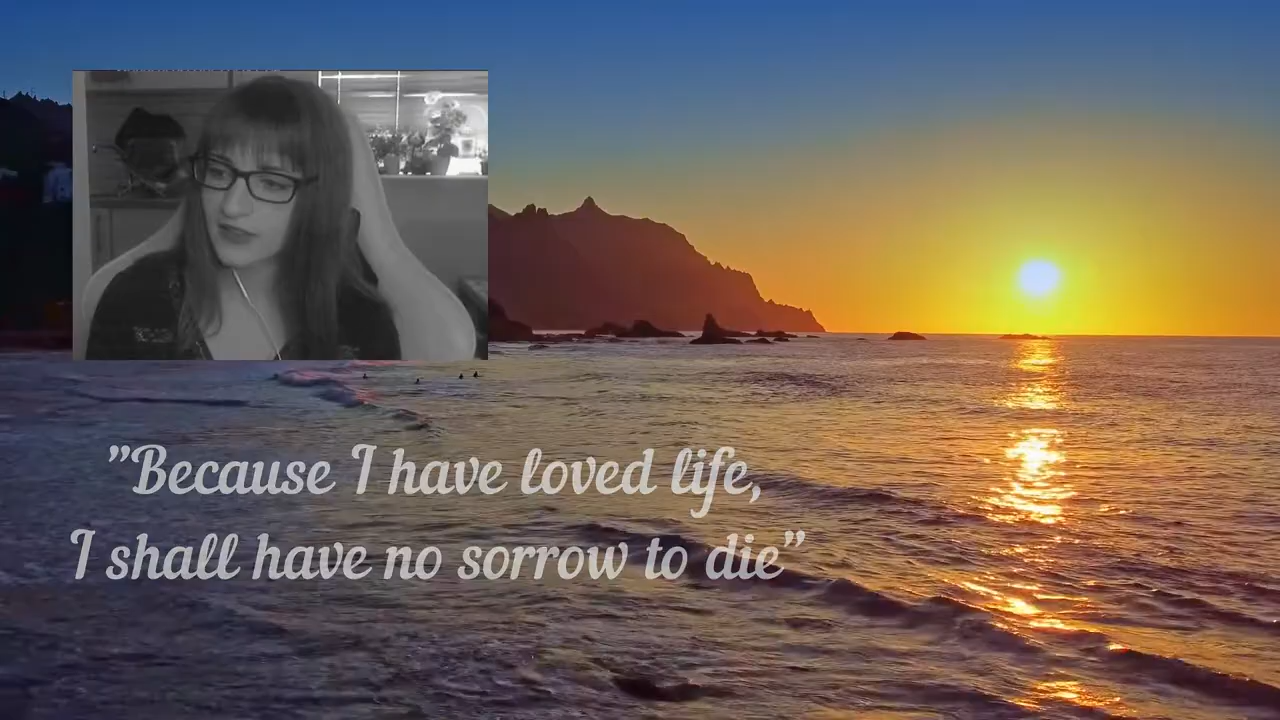 ”Because I have loved life,
I shall have no sorrow to die”